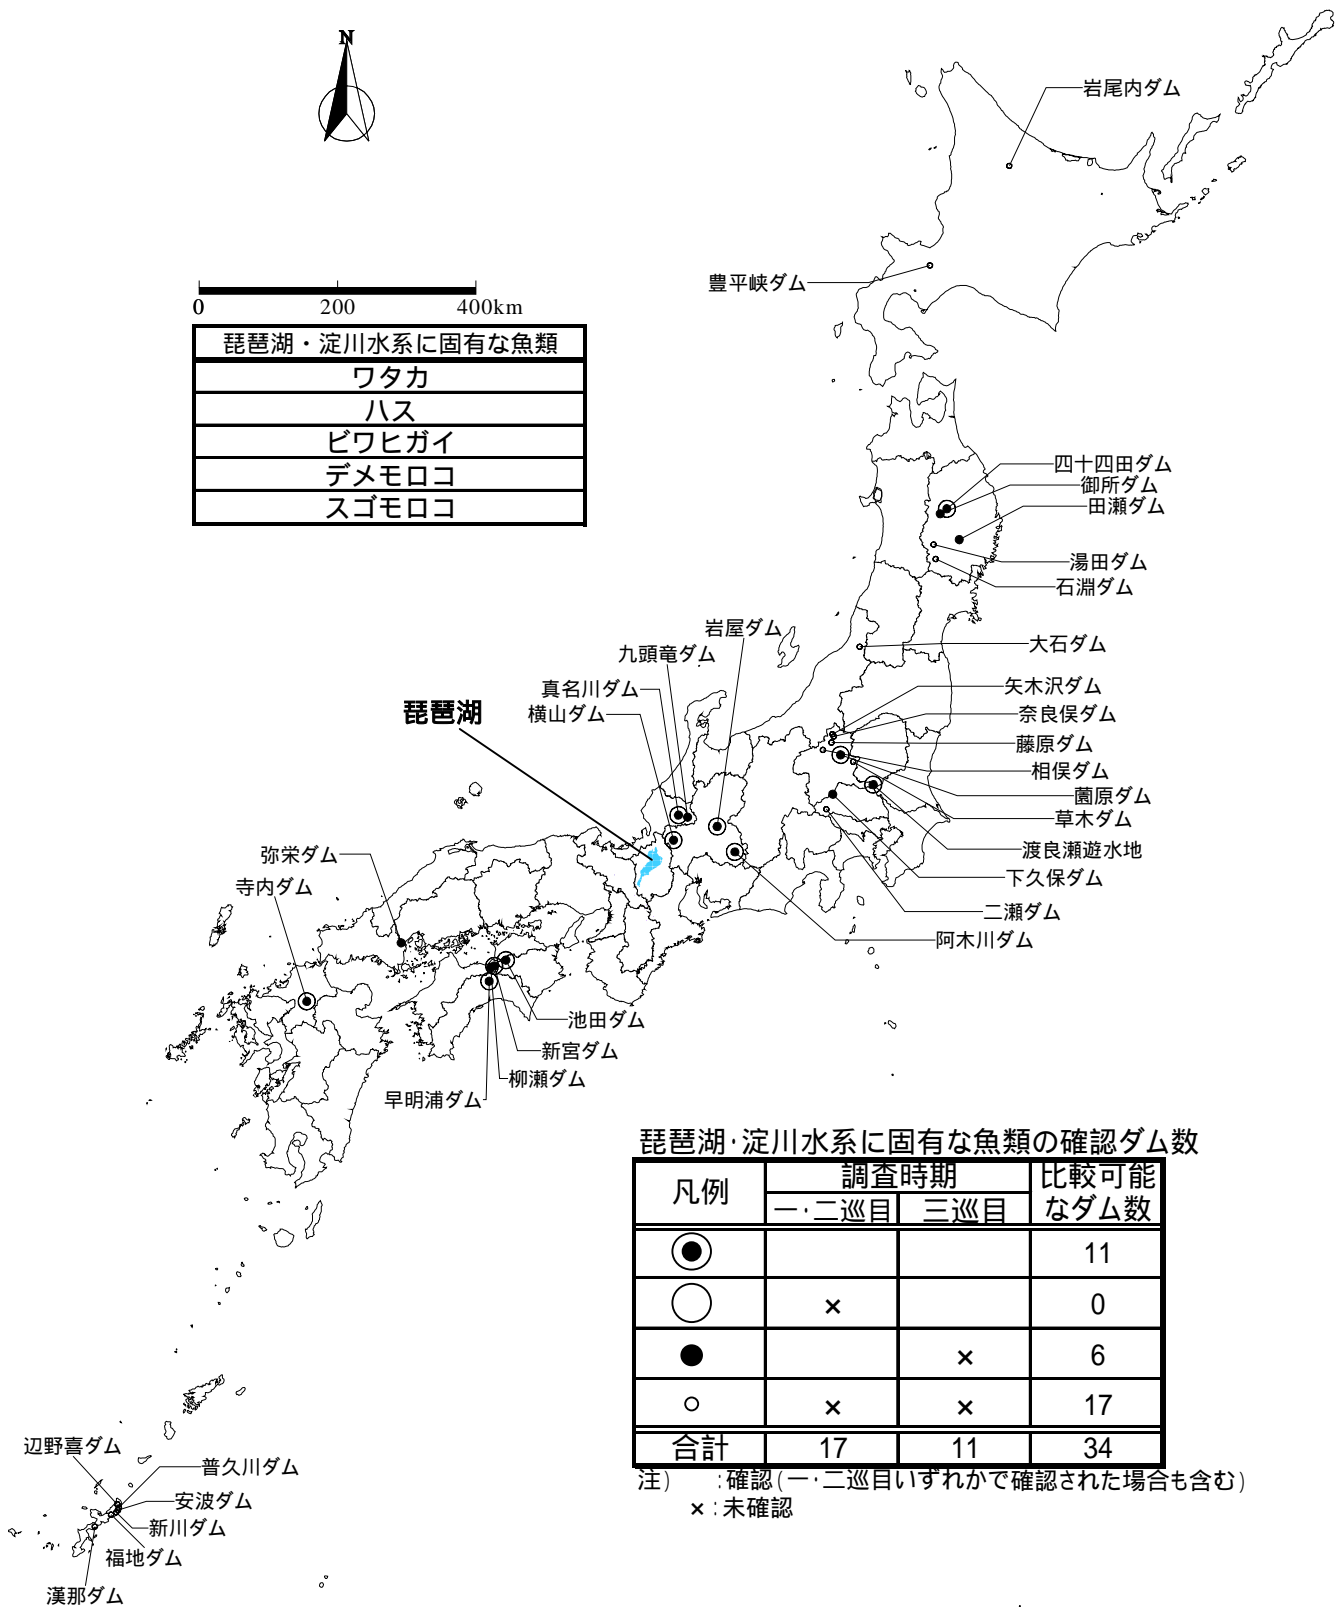 N
0 200 400km
琵琶湖・淀川水系に固有な魚類
ワタカ
ハス
ビワヒガイ
デメモロコ
スゴモロコ
岩尾内ダム
豊平峡ダム
四十四田ダム
御所ダム
田瀬ダム
湯田ダム
石淵ダム
大石ダム
岩屋ダム
九頭竜ダム
真名川ダム
横山ダム
琵琶湖
矢木沢ダム
奈良俣ダム
藤原ダム
相俣ダム
薗原ダム
草木ダム
渡良瀬遊水地
下久保ダム
二瀬ダム
阿木川ダム
弥栄ダム
寺内ダム
池田ダム
新宮ダム
柳瀬ダム
早明浦ダム
琵琶湖・淀川水系に固有な魚類の確認ダム数
凡例 調査時期 比較可能
一・二巡目 三巡目 なダム数
11
× 0
× 6
× × 17
合計 17 11 34
注) :確認(一・二巡目いずれかで確認された場合も含む)
×:未確認
辺野喜ダム
普久川ダム
安波ダム
新川ダム
福地ダム
漢那ダム